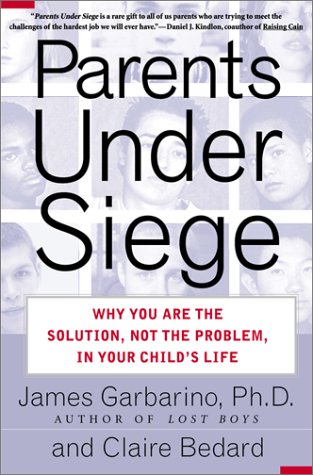 "Parents Under Siege is a rare gift to all of us parents who are trying to meet the
challenges of the hardest job we will ever have."—Daniel J. Kindlon, coauthor of Raising Cain
Parents
Under
Siege
WHY YOU ARE THE
SOLUTION, NOT THE PROBLEM,
IN YOUR CHILD'S LIFE
James Garbarino, Ph.D.
AUTHOR OF LOST BOYS
and Claire Bedard